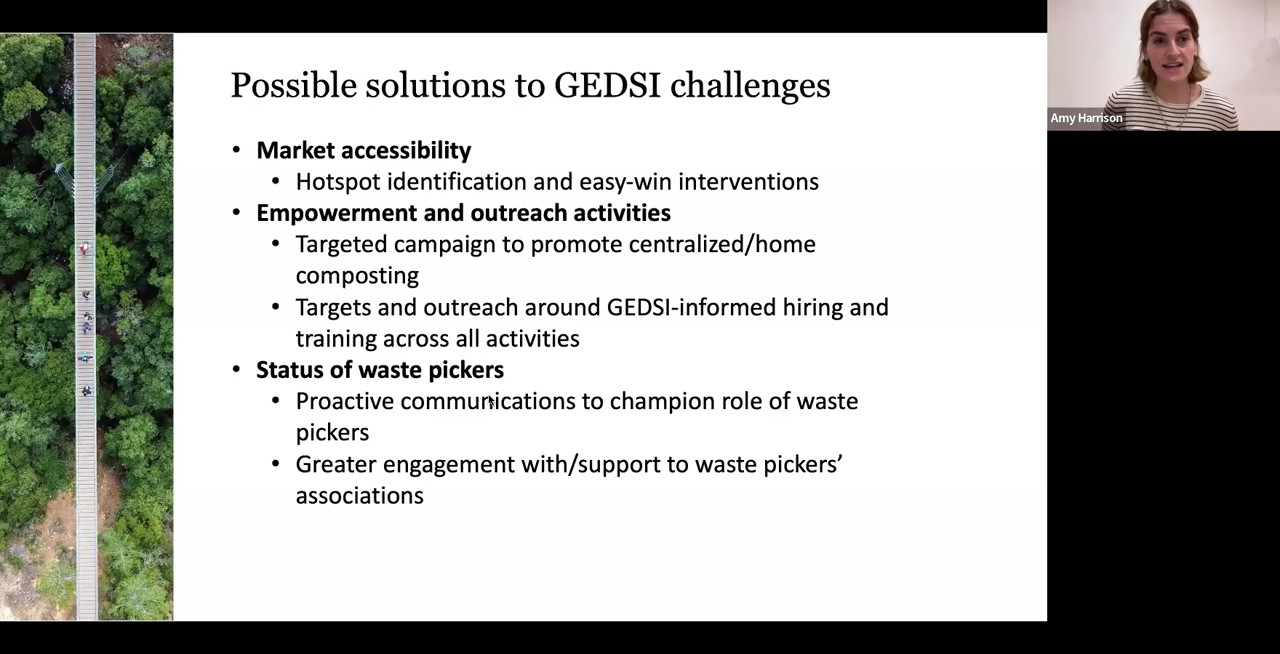 Possible solutions to GEDSI challenges
• Market accessibility
• Hotspot identification and easy-win interventions
• Empowerment and outreach activities
• Targeted campaign to promote centralized/home
composting
• Targets and outreach around GEDSI-informed hiring and
training across all activities
• Status of waste pickers
• Proactive communications to champion role of waste
pickers
• Greater engagement with/support to waste pickers’
associations
Amy Harrison